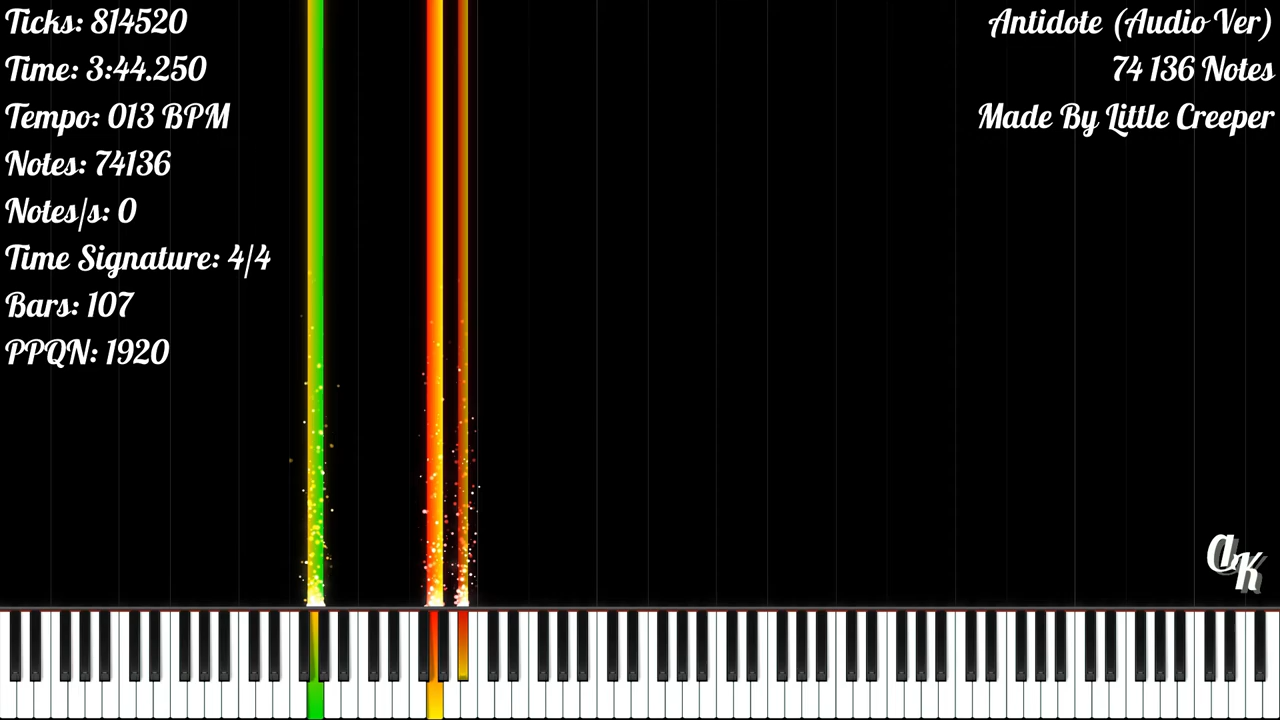 Ticks: 814520
Time: 3:44.250
Tempo: 013 BPM
Notes: 74136
Notes/s: 0
Time Signature: 4/4
Bars: 107
PPQN: 1920
Antidote (Audio Ver)
74 136 Notes
Made By Little Creeper
aK